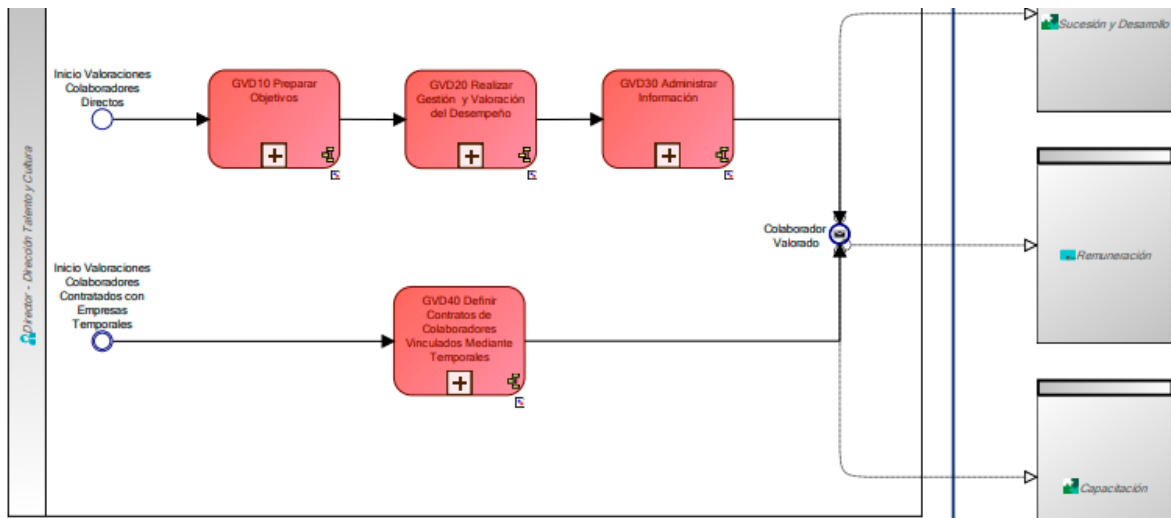 Director - Dirección Talento y Cultura
Inicio Valoraciones
Colaboradores
Directos
GVD10 Preparar
Objetivos
GVD20 Realizar
Gestión y Valoración
del Desempeño
GVD30 Administrar
Información
Colaborador
Valorado
Inicio Valoraciones
Colaboradores
Contratados con
Empresas
Temporales
GVD40 Definir
Contratos de
Colaboradores
Vinculados Mediante
Temporales
Sucesión y Desarrollo
Remuneración
Capacitación